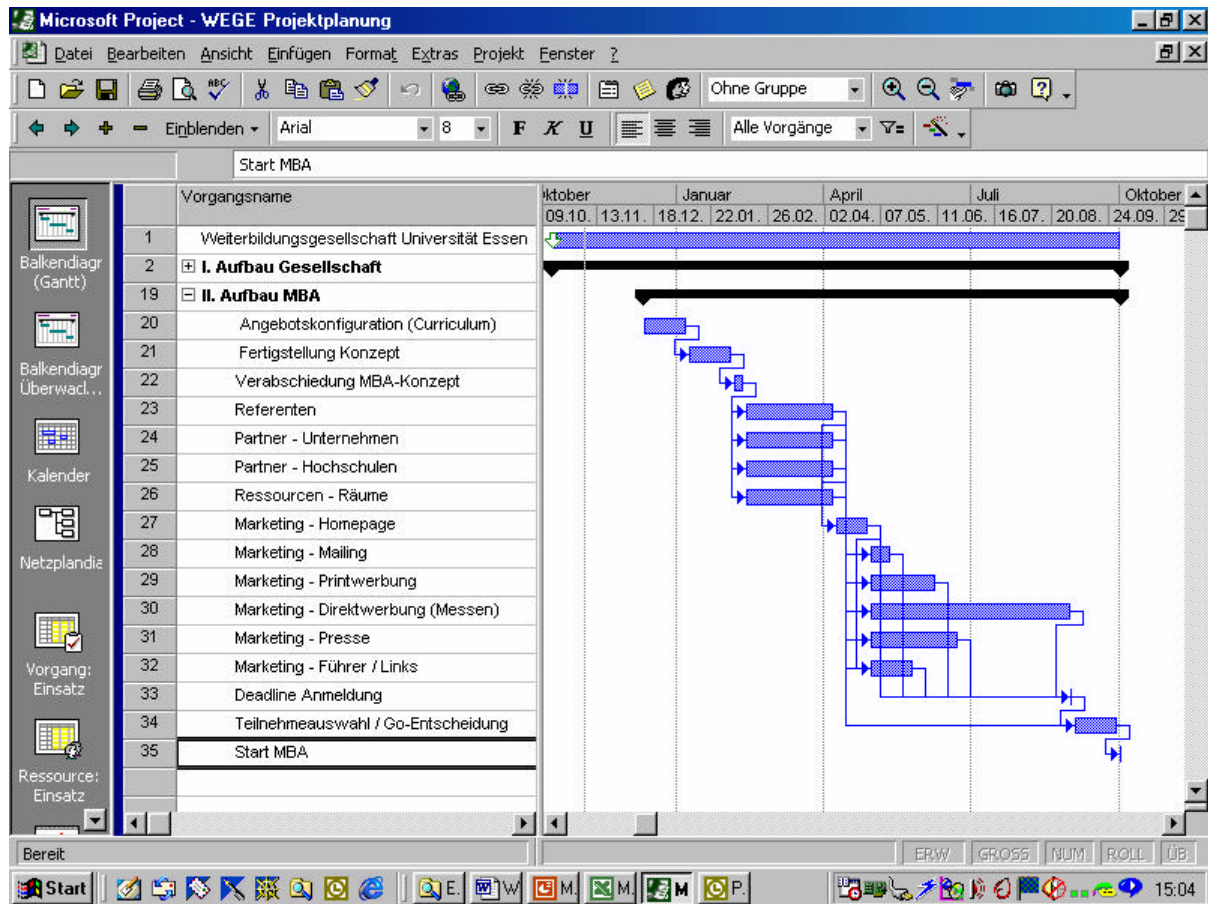 Microsoft Project - WEGE Projektplanung
Datei Bearbeiten Ansicht Einfügen Format Extras Projekt Fenster ?
ABC Ohne Gruppe
Einblenden Arial 8 F K U Alle Vorgänge
Start MBA
Vorgangsname
ktober Januar April Juli Oktober
09.10. 13.11. 18.12. 22.01. 26.02. 02.04. 07.05. 11.06. 16.07. 20.08. 24.09. 29
1 Weiterbildungsgesellschaft Universität Essen
2 I. Aufbau Gesellschaft
19 II. Aufbau MBA
20 Angebotskonfiguration (Curriculum)
21 Fertigstellung Konzept
22 Verabschiedung MBA-Konzept
23 Referenten
24 Partner - Unternehmen
25 Partner - Hochschulen
26 Ressourcen - Räume
27 Marketing - Homepage
28 Marketing - Mailing
29 Marketing - Printwerbung
30 Marketing - Direktwerbung (Messen)
31 Marketing - Presse
32 Marketing - Führer / Links
33 Deadline Anmeldung
34 Teilnehmeauswahl / Go-Entscheidung
35 Start MBA
Balkendiagr
(Gantt)
Balkendiagr
Überwacl...
Kalender
Netzplandia
Vorgang:
Einsatz
Ressource:
Einsatz
Bereit
ERW GROSS NUM ROLL ÜB
Start E. W M. M. M P. 15:04